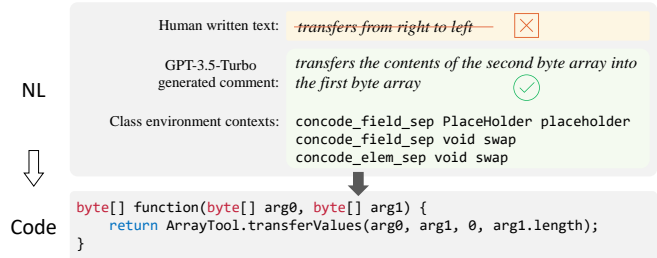 Human written text: transfers from right to left
GPT-3.5-Turbo
generated comment:
transfers the contents of the second byte array into
the first byte array
NL
Class environment contexts: concode_field_sep PlaceHolder placeholder
concode_field_sep void swap
concode_elem_sep void swap
Code
byte[] function(byte[] arg0, byte[] arg1) {
    return ArrayTool.transferValues(arg0, arg1, 0, arg1.length);
}